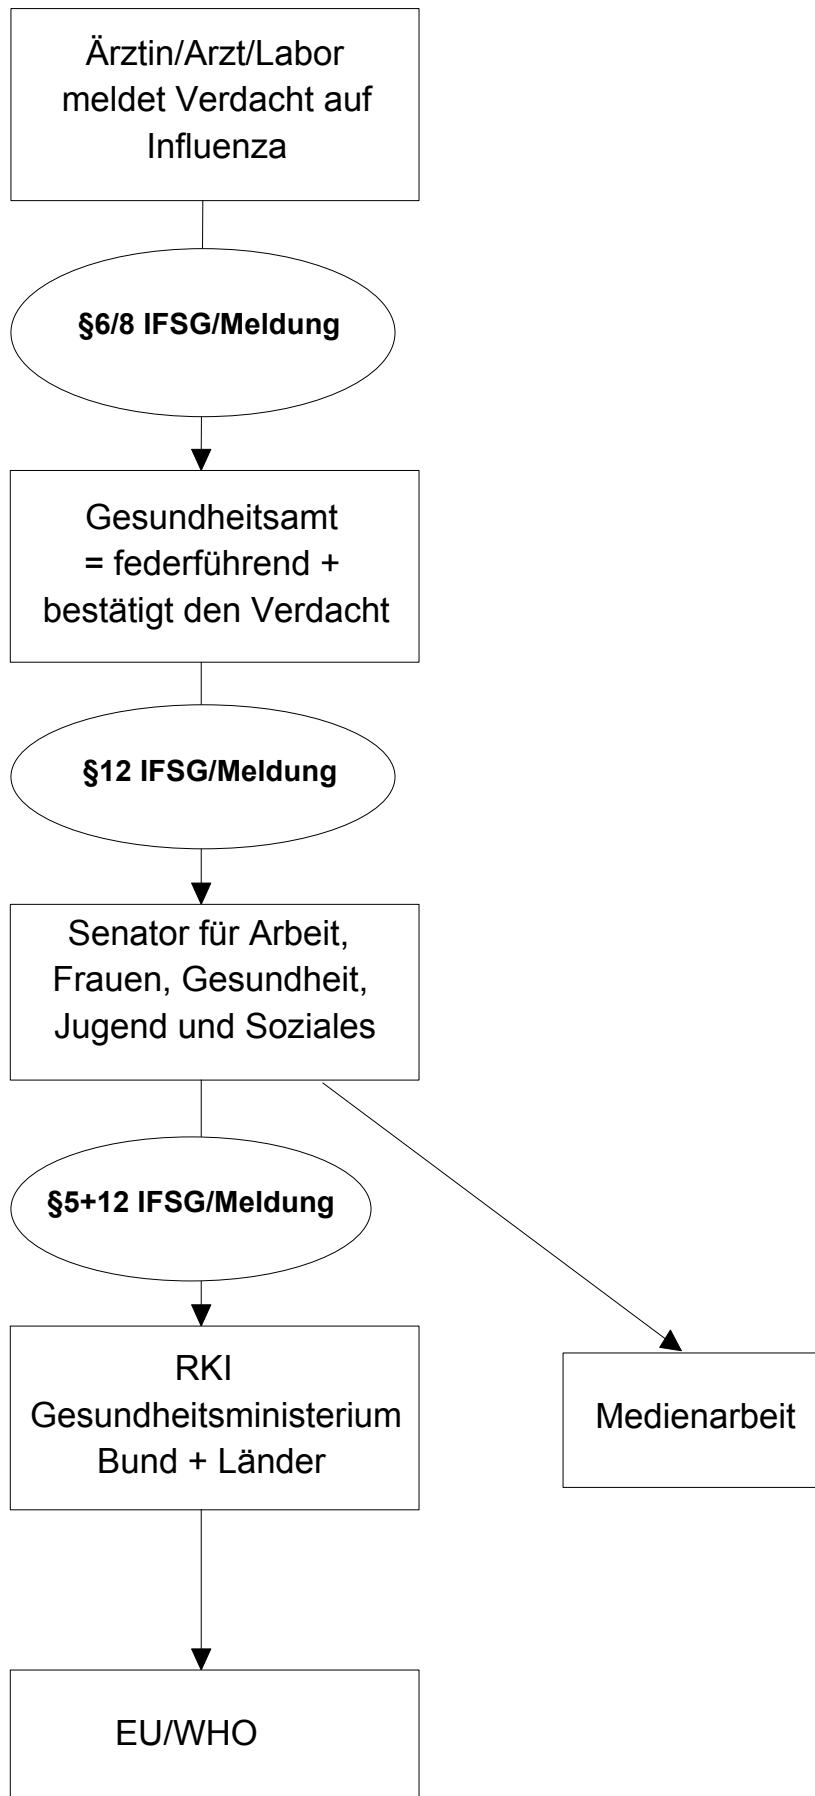 Ärztin/Arzt/Labor
meldet Verdacht auf
Influenza
§6/8 IFSG/Meldung
Gesundheitsamt
= federführend +
bestätigt den Verdacht
§12 IFSG/Meldung
Senator für Arbeit,
Frauen, Gesundheit,
Jugend und Soziales
§5+12 IFSG/Meldung
RKI
Gesundheitsministerium
Bund + Länder
Medienarbeit
EU/WHO